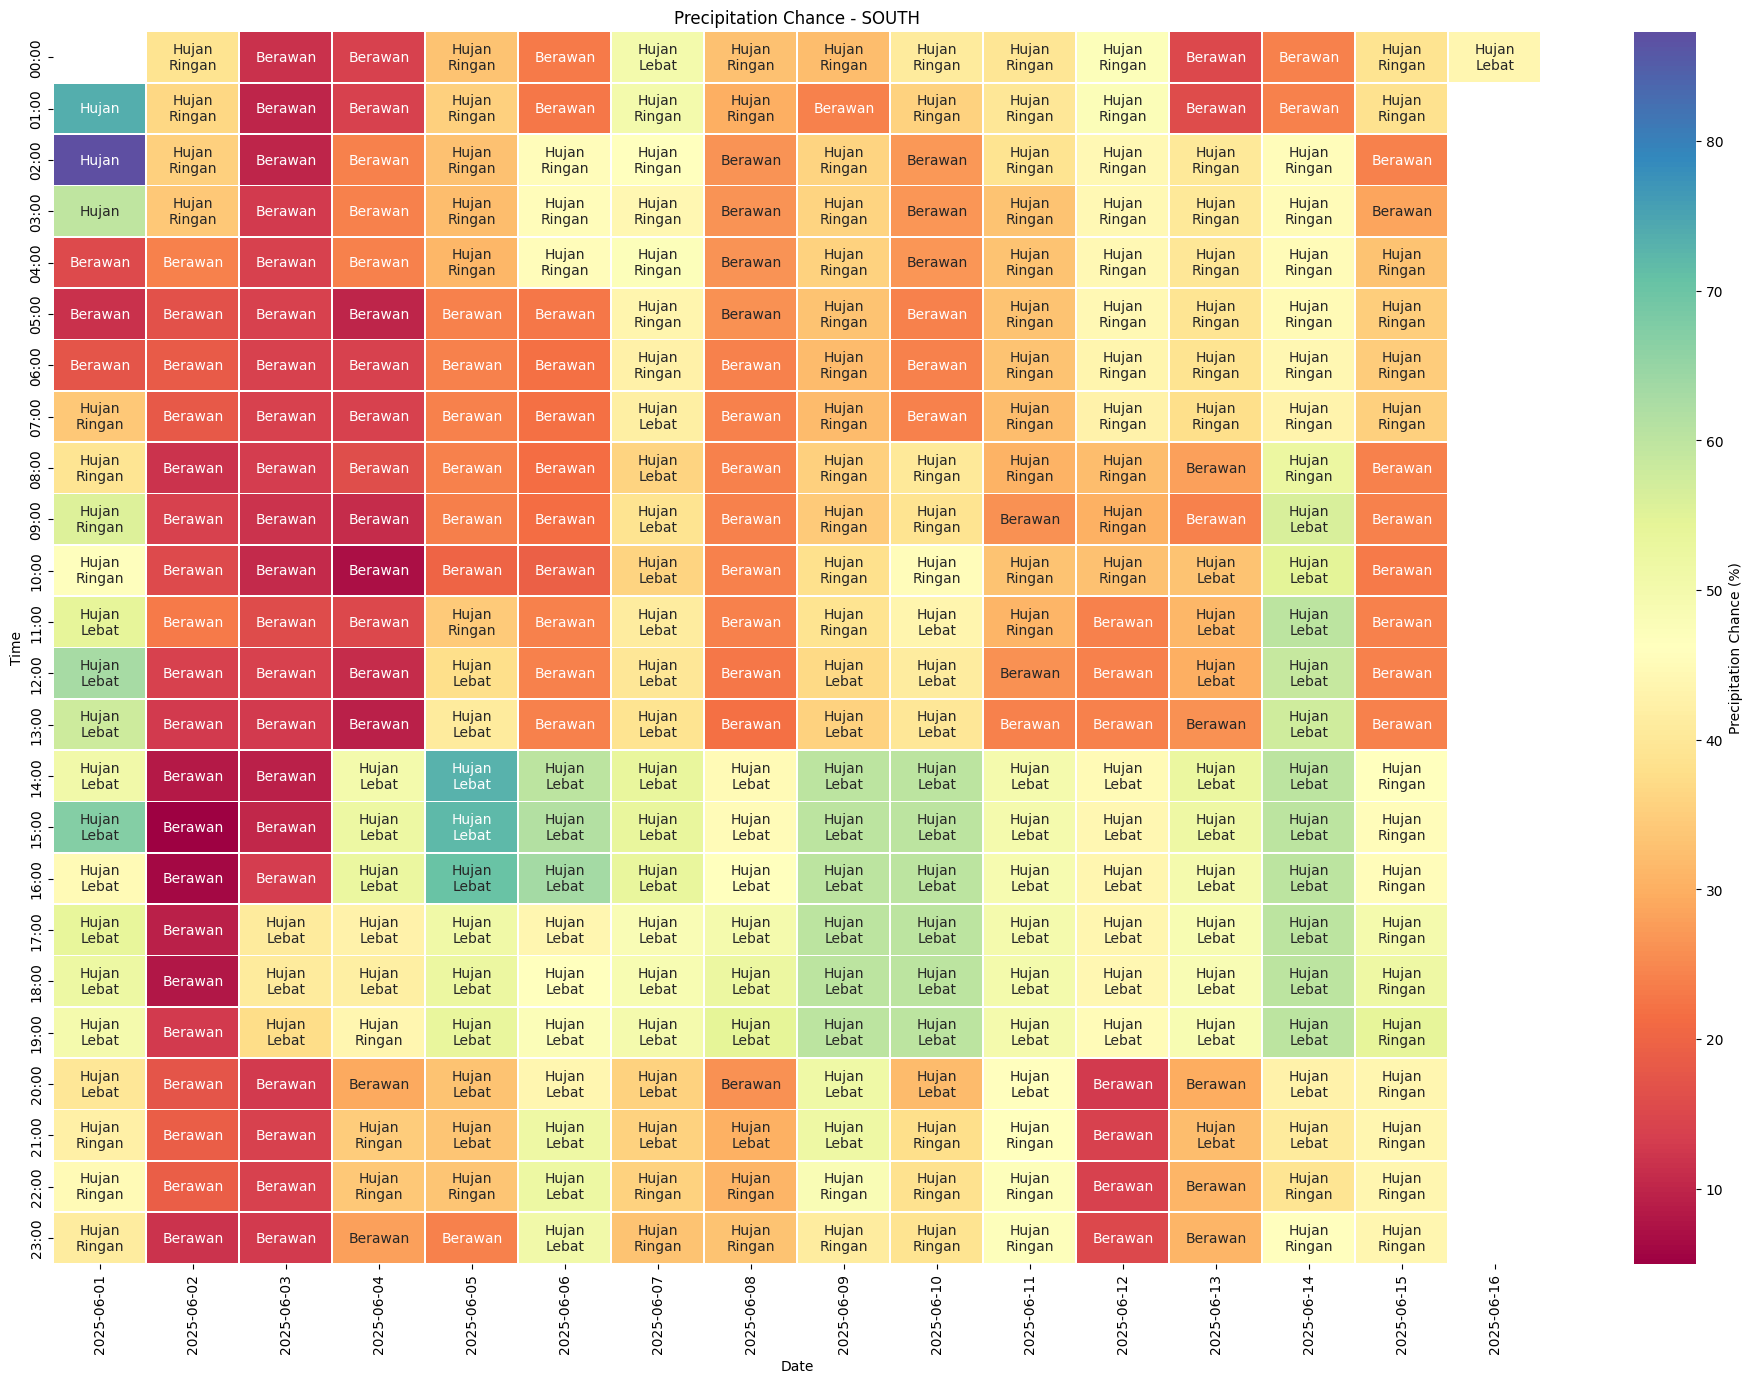 Precipitation Chance - SOUTH
00:00 Hujan Ringan Berawan Berawan Hujan Ringan Berawan Hujan Lebat Hujan Ringan Hujan Ringan Hujan Ringan Hujan Ringan Hujan Ringan Berawan Berawan Hujan Ringan Hujan Lebat
01:00 Hujan Hujan Ringan Berawan Berawan Hujan Ringan Berawan Hujan Ringan Hujan Ringan Berawan Hujan Ringan Hujan Ringan Hujan Ringan Berawan Berawan Hujan Ringan
02:00 Hujan Hujan Ringan Berawan Berawan Hujan Ringan Hujan Ringan Hujan Ringan Berawan Hujan Ringan Berawan Hujan Ringan Hujan Ringan Hujan Ringan Hujan Ringan Berawan
03:00 Hujan Hujan Ringan Berawan Berawan Hujan Ringan Hujan Ringan Hujan Ringan Berawan Hujan Ringan Berawan Hujan Ringan Hujan Ringan Hujan Ringan Hujan Ringan Berawan
04:00 Berawan Berawan Berawan Berawan Hujan Ringan Hujan Ringan Hujan Ringan Berawan Hujan Ringan Berawan Hujan Ringan Hujan Ringan Hujan Ringan Hujan Ringan Hujan Ringan
05:00 Berawan Berawan Berawan Berawan Berawan Berawan Hujan Ringan Berawan Hujan Ringan Berawan Hujan Ringan Hujan Ringan Hujan Ringan Hujan Ringan Hujan Ringan
06:00 Berawan Berawan Berawan Berawan Berawan Berawan Hujan Ringan Berawan Hujan Ringan Berawan Hujan Ringan Hujan Ringan Hujan Ringan Hujan Ringan Hujan Ringan
07:00 Hujan Ringan Berawan Berawan Berawan Berawan Berawan Hujan Lebat Berawan Hujan Ringan Berawan Hujan Ringan Hujan Ringan Hujan Ringan Hujan Ringan Hujan Ringan
08:00 Hujan Ringan Berawan Berawan Berawan Berawan Berawan Hujan Lebat Berawan Hujan Ringan Hujan Ringan Hujan Ringan Hujan Ringan Berawan Hujan Ringan Berawan
09:00 Hujan Ringan Berawan Berawan Berawan Berawan Berawan Hujan Lebat Berawan Hujan Ringan Hujan Ringan Berawan Hujan Ringan Berawan Hujan Lebat Berawan
10:00 Hujan Ringan Berawan Berawan Berawan Berawan Berawan Hujan Lebat Berawan Hujan Ringan Hujan Ringan Hujan Ringan Hujan Ringan Hujan Lebat Hujan Lebat Berawan
11:00 Hujan Lebat Berawan Berawan Berawan Hujan Ringan Berawan Hujan Lebat Berawan Hujan Ringan Hujan Lebat Hujan Ringan Berawan Hujan Lebat Hujan Lebat Berawan
12:00 Hujan Lebat Berawan Berawan Berawan Hujan Lebat Berawan Hujan Lebat Berawan Hujan Lebat Hujan Lebat Berawan Berawan Hujan Lebat Hujan Lebat Berawan
13:00 Hujan Lebat Berawan Berawan Berawan Hujan Lebat Berawan Hujan Lebat Berawan Hujan Lebat Hujan Lebat Berawan Berawan Berawan Hujan Lebat Berawan
14:00 Hujan Lebat Berawan Berawan Hujan Lebat Hujan Lebat Hujan Lebat Hujan Lebat Hujan Lebat Hujan Lebat Hujan Lebat Hujan Lebat Hujan Lebat Hujan Lebat Hujan Lebat Hujan Ringan
15:00 Hujan Lebat Berawan Berawan Hujan Lebat Hujan Lebat Hujan Lebat Hujan Lebat Hujan Lebat Hujan Lebat Hujan Lebat Hujan Lebat Hujan Lebat Hujan Lebat Hujan Lebat Hujan Ringan
16:00 Hujan Lebat Berawan Berawan Hujan Lebat Hujan Lebat Hujan Lebat Hujan Lebat Hujan Lebat Hujan Lebat Hujan Lebat Hujan Lebat Hujan Lebat Hujan Lebat Hujan Lebat Hujan Ringan
17:00 Hujan Lebat Berawan Hujan Lebat Hujan Lebat Hujan Lebat Hujan Lebat Hujan Lebat Hujan Lebat Hujan Lebat Hujan Lebat Hujan Lebat Hujan Lebat Hujan Lebat Hujan Lebat Hujan Ringan
18:00 Hujan Lebat Berawan Hujan Lebat Hujan Lebat Hujan Lebat Hujan Lebat Hujan Lebat Hujan Lebat Hujan Lebat Hujan Lebat Hujan Lebat Hujan Lebat Hujan Lebat Hujan Lebat Hujan Ringan
19:00 Hujan Lebat Berawan Hujan Lebat Hujan Ringan Hujan Lebat Hujan Lebat Hujan Lebat Hujan Lebat Hujan Lebat Hujan Lebat Hujan Lebat Hujan Lebat Hujan Lebat Hujan Lebat Hujan Ringan
20:00 Hujan Lebat Berawan Berawan Berawan Hujan Lebat Hujan Lebat Hujan Lebat Berawan Hujan Lebat Hujan Lebat Hujan Lebat Berawan Berawan Hujan Lebat Hujan Ringan
21:00 Hujan Ringan Berawan Berawan Hujan Ringan Hujan Lebat Hujan Lebat Hujan Lebat Hujan Lebat Hujan Lebat Hujan Ringan Hujan Ringan Berawan Hujan Lebat Hujan Lebat Hujan Ringan
22:00 Hujan Ringan Berawan Berawan Hujan Ringan Hujan Ringan Hujan Lebat Hujan Ringan Hujan Ringan Hujan Ringan Hujan Ringan Hujan Ringan Berawan Berawan Hujan Ringan Hujan Ringan
23:00 Hujan Ringan Berawan Berawan Berawan Berawan Hujan Lebat Hujan Ringan Hujan Ringan Hujan Ringan Hujan Ringan Hujan Ringan Berawan Berawan Hujan Ringan Hujan Ringan
Time
2025-06-01 2025-06-02 2025-06-03 2025-06-04 2025-06-05 2025-06-06 2025-06-07 2025-06-08 2025-06-09 2025-06-10 2025-06-11 2025-06-12 2025-06-13 2025-06-14 2025-06-15 2025-06-16
Date
80
70
60
50
40
30
20
10
Precipitation Chance (%)